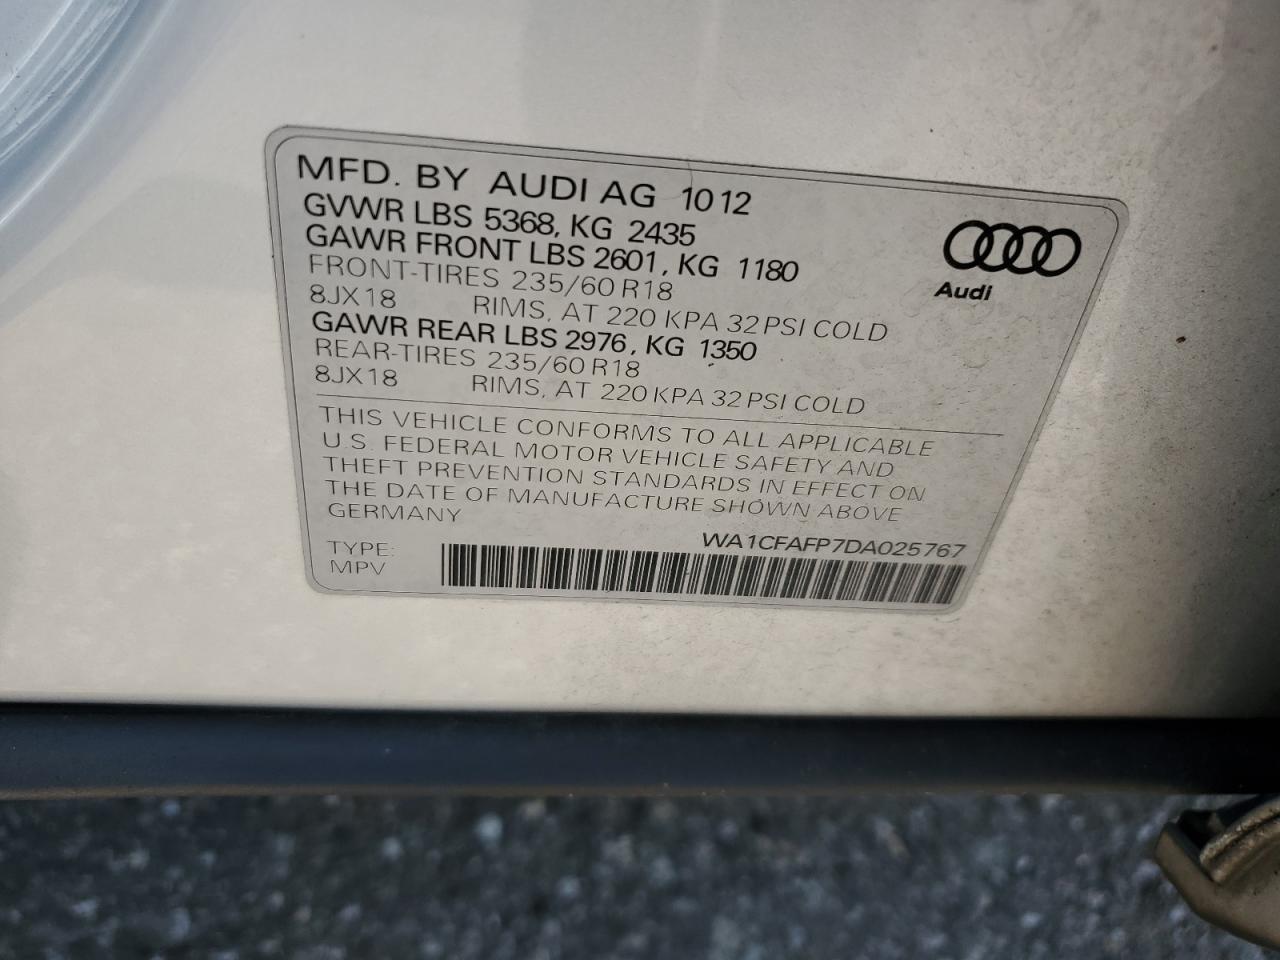 MFD. BY AUDI AG 10 12
GVWR LBS 5368, KG 2435
GAWR FRONT LBS 2601, KG 1180
FRONT-TIRES 235/60 R18
8JX18 RIMS, AT 220 KPA 32 PSI COLD
GAWR REAR LBS 2976, KG 1350
REAR-TIRES 235/60 R18
8JX18 RIMS, AT 220 KPA 32 PSI COLD
Audi
THIS VEHICLE CONFORMS TO ALL APPLICABLE
U.S. FEDERAL MOTOR VEHICLE SAFETY AND
THEFT PREVENTION STANDARDS IN EFFECT ON
THE DATE OF MANUFACTURE SHOWN ABOVE
GERMANY
WA1CFAFP7DA025767
TYPE:
MPV